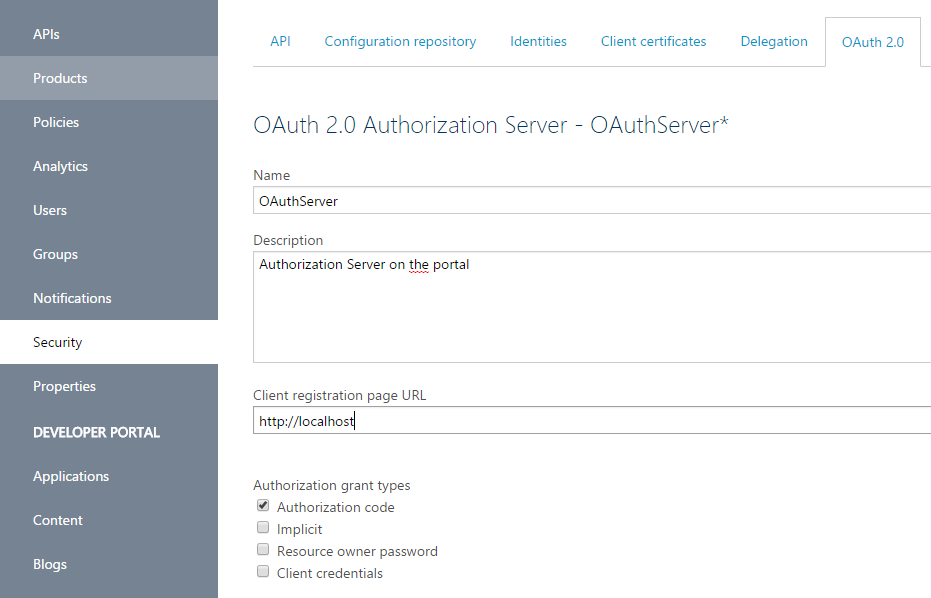 APIs
Products
Policies
Analytics
Users
Groups
Notifications
Security
Properties
DEVELOPER PORTAL
Applications
Content
Blogs
API Configuration repository Identities Client certificates Delegation OAuth 2.0
OAuth 2.0 Authorization Server - OAuthServer*
Name
OAuthServer
Description
Authorization Server on the portal
Client registration page URL
http://localhost
Authorization grant types
Authorization code
Implicit
Resource owner password
Client credentials